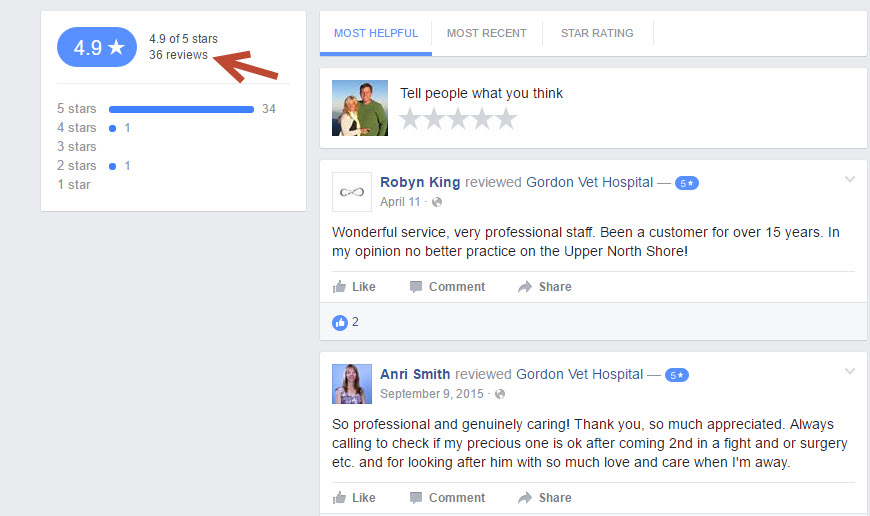 4.9 ★
4.9 of 5 stars
36 reviews
5 stars 34
4 stars 1
3 stars
2 stars 1
1 star
MOST HELPFUL MOST RECENT STAR RATING
Tell people what you think
Robyn King reviewed Gordon Vet Hospital — 5★
April 11 ·
Wonderful service, very professional staff. Been a customer for over 15 years. In
my opinion no better practice on the Upper North Shore!
Like Comment Share
2
Anri Smith reviewed Gordon Vet Hospital — 5★
September 9, 2015 ·
So professional and genuinely caring! Thank you, so much appreciated. Always
calling to check if my precious one is ok after coming 2nd in a fight and or surgery
etc. and for looking after him with so much love and care when I'm away.
Like Comment Share